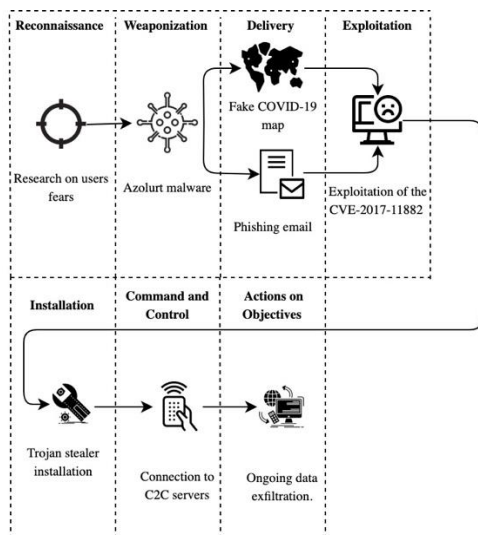 Reconnaissance
Weaponization
Delivery
Exploitation
Fake COVID-19
map
Research on users
fears
Azolurt malware
Phishing email
Exploitation of the
CVE-2017-11882
Installation
Command and
Control
Actions on
Objectives
Trojan stealer
installation
Connection to
C2C servers
Ongoing data
exfiltration.